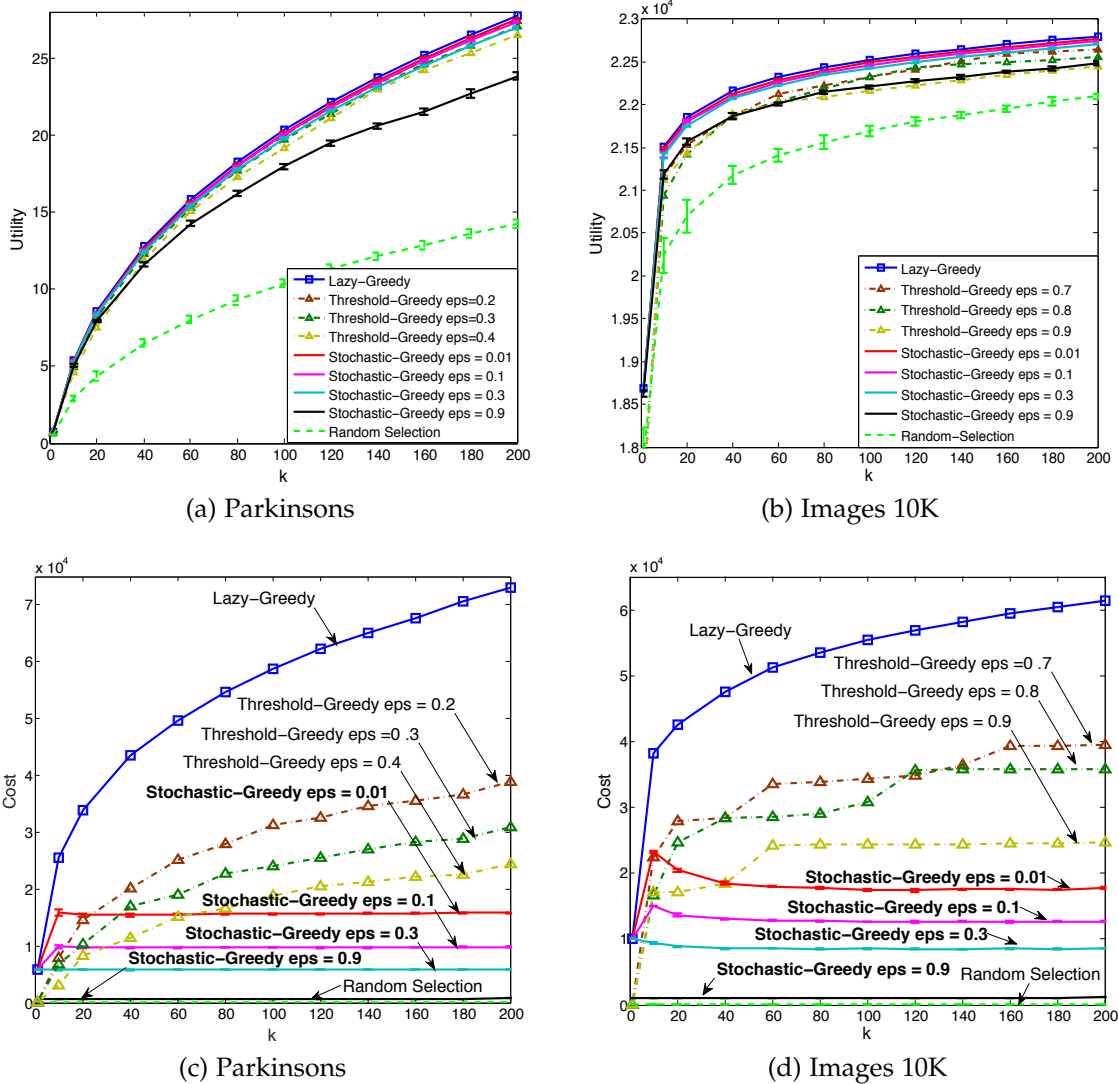 25
20
15
10
5
0
0
20
40
60
80
100
120
140
160
180
200
Utility
k
Lazy−Greedy
Threshold−Greedy eps=0.2
Threshold−Greedy eps=0.3
Threshold−Greedy eps=0.4
Stochastic−Greedy eps = 0.01
Stochastic−Greedy eps = 0.1
Stochastic−Greedy eps = 0.3
Stochastic−Greedy eps = 0.9
Random Selection
(a) Parkinsons
x 10⁴
2.3
2.25
2.2
2.15
2.1
2.05
2
1.95
1.9
1.85
1.8
0
20
40
60
80
100
120
140
160
180
200
Utility
k
Lazy−Greedy
Threshold−Greedy eps = 0.7
Threshold−Greedy eps = 0.8
Threshold−Greedy eps = 0.9
Stochastic−Greedy eps = 0.01
Stochastic−Greedy eps = 0.1
Stochastic−Greedy eps = 0.3
Stochastic−Greedy eps = 0.9
Random−Selection
(b) Images 10K
x 10⁴
7
6
5
4
3
2
1
0
0
20
40
60
80
100
120
140
160
180
200
Cost
k
Lazy−Greedy
Threshold−Greedy eps = 0.2
Threshold−Greedy eps =0 .3
Threshold−Greedy eps = 0.4
Stochastic−Greedy eps = 0.01
Stochastic−Greedy eps = 0.1
Stochastic−Greedy eps = 0.3
Stochastic−Greedy eps = 0.9
Random Selection
(c) Parkinsons
x 10⁴
6
5
4
3
2
1
0
0
20
40
60
80
100
120
140
160
180
200
Cost
k
Lazy−Greedy
Threshold−Greedy eps =0 .7
Threshold−Greedy eps = 0.8
Threshold−Greedy eps = 0.9
Stochastic−Greedy eps = 0.01
Stochastic−Greedy eps = 0.1
Stochastic−Greedy eps = 0.3
Stochastic−Greedy eps = 0.9
Random Selection
(d) Images 10K